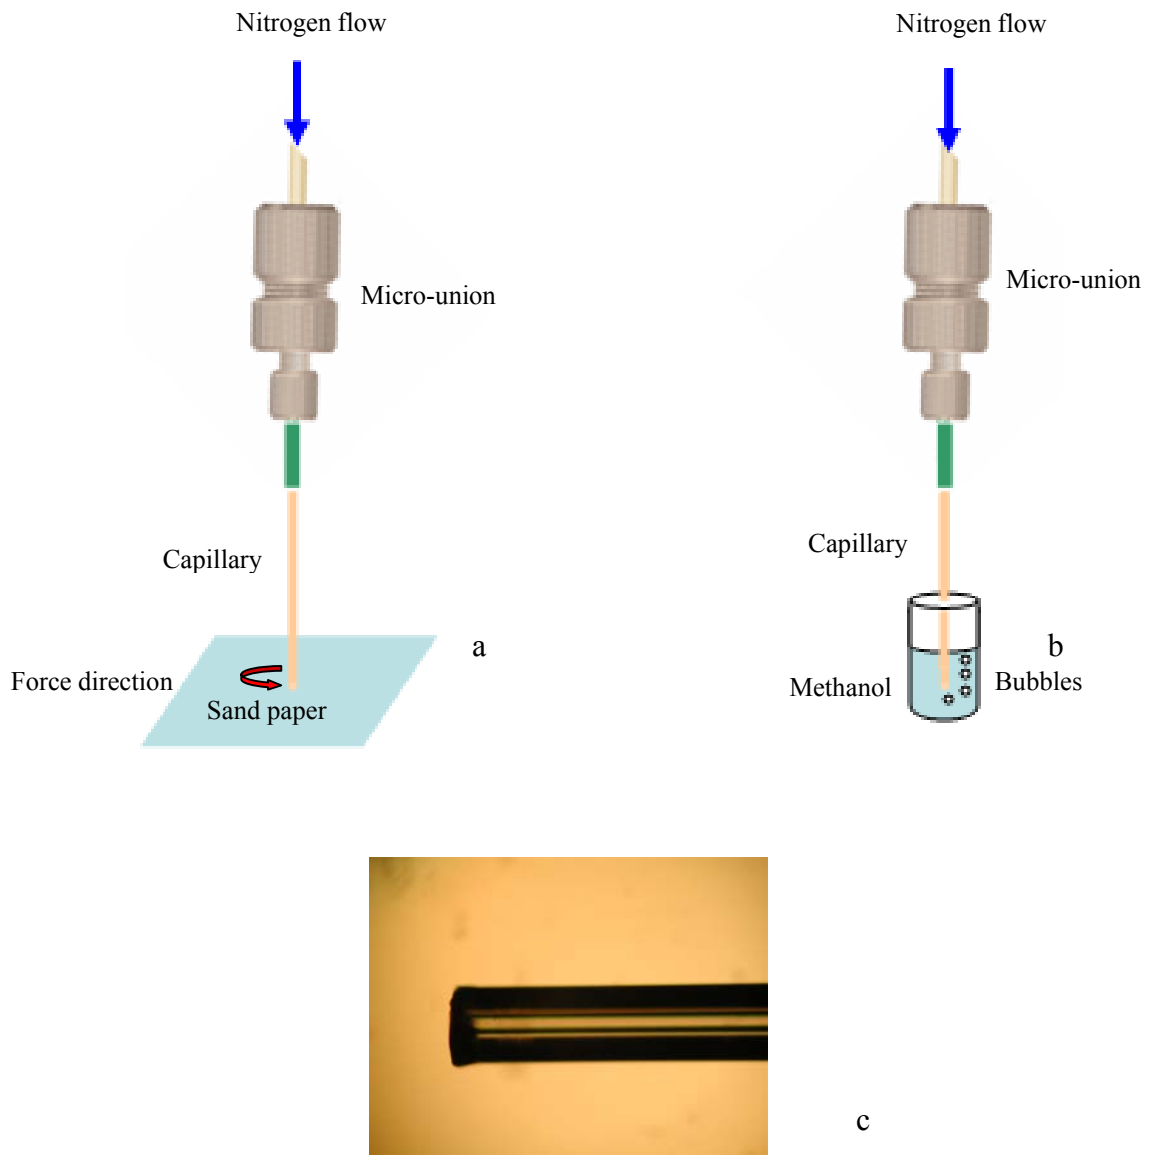 Nitrogen flow
Micro-union
Capillary
Force direction
Sand paper
a
Nitrogen flow
Micro-union
Capillary
Methanol
Bubbles
b
c